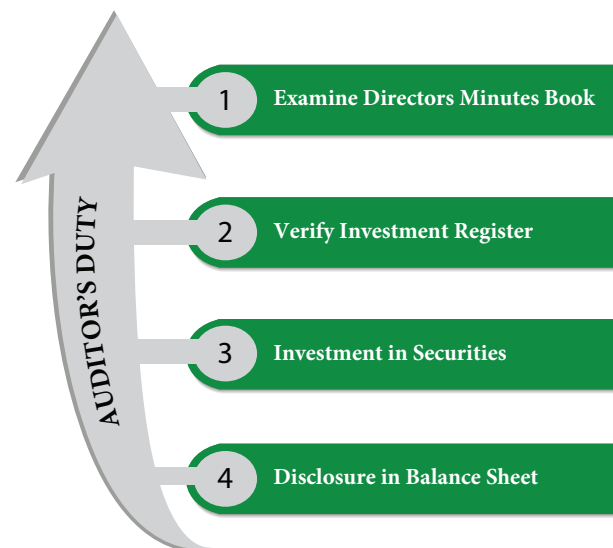 AUDITOR'S DUTY
1 Examine Directors Minutes Book
2 Verify Investment Register
3 Investment in Securities
4 Disclosure in Balance Sheet